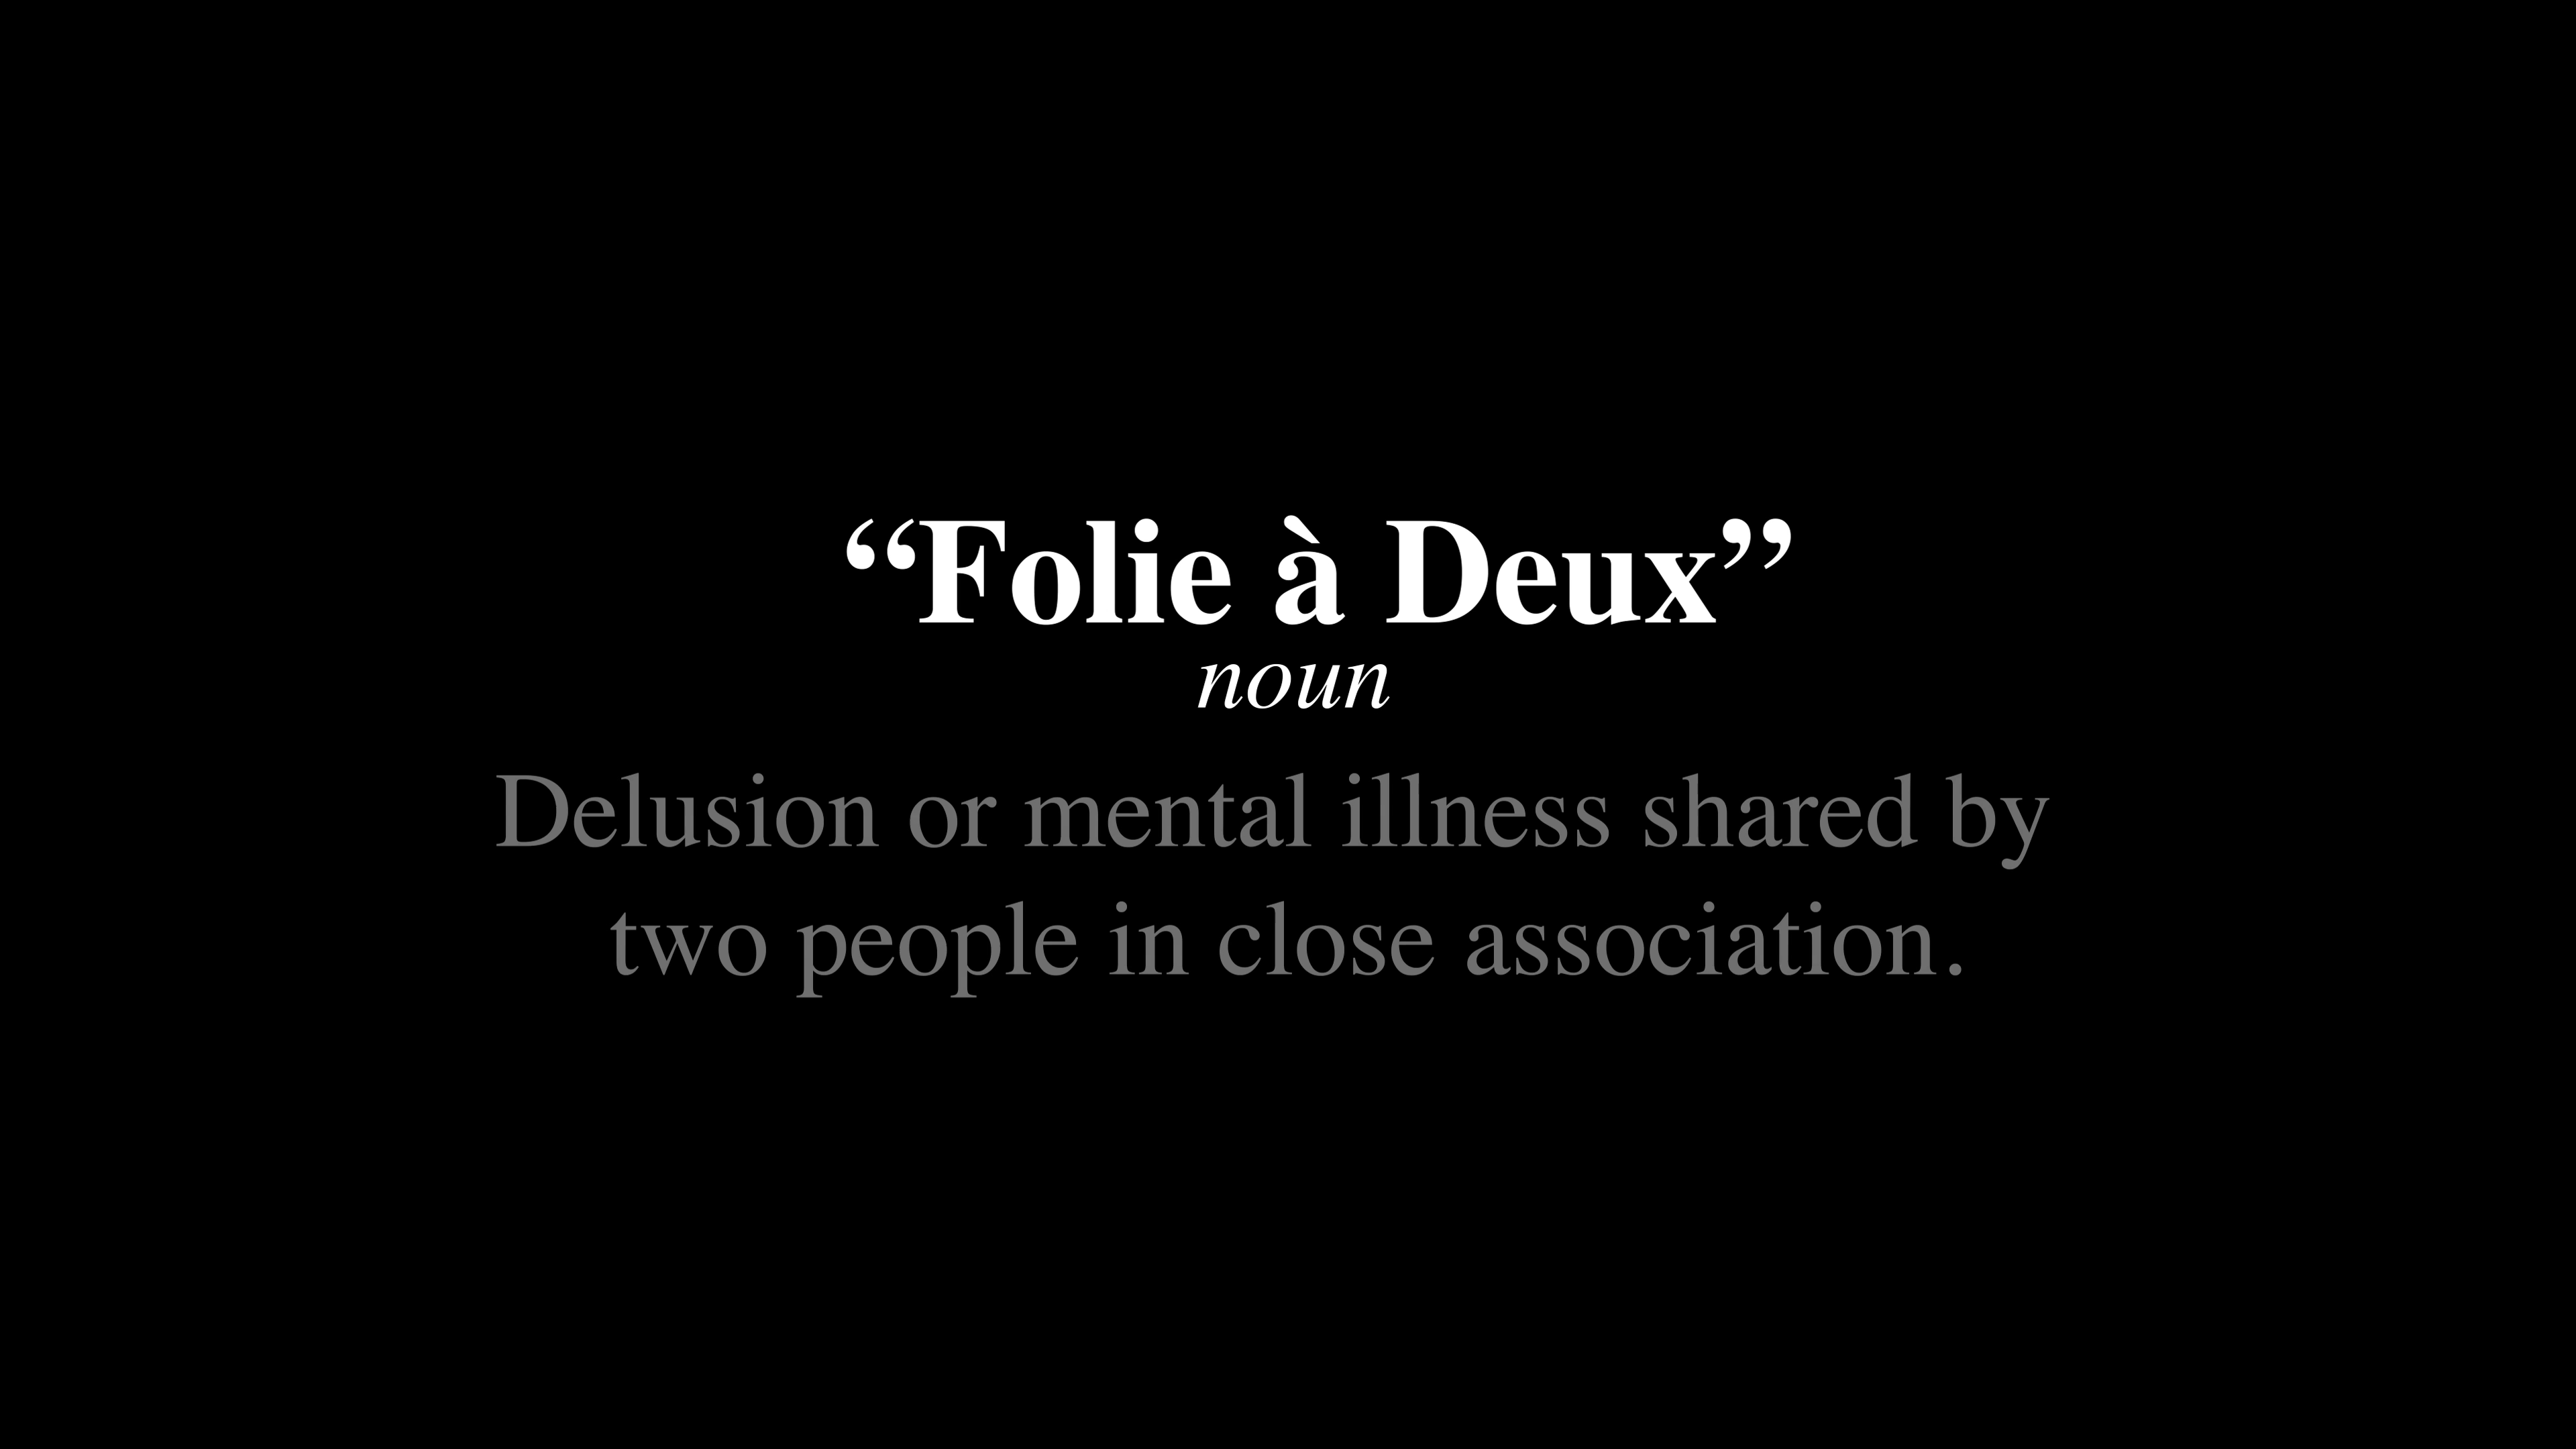 “Folie à Deux”
noun
Delusion or mental illness shared by
two people in close association.